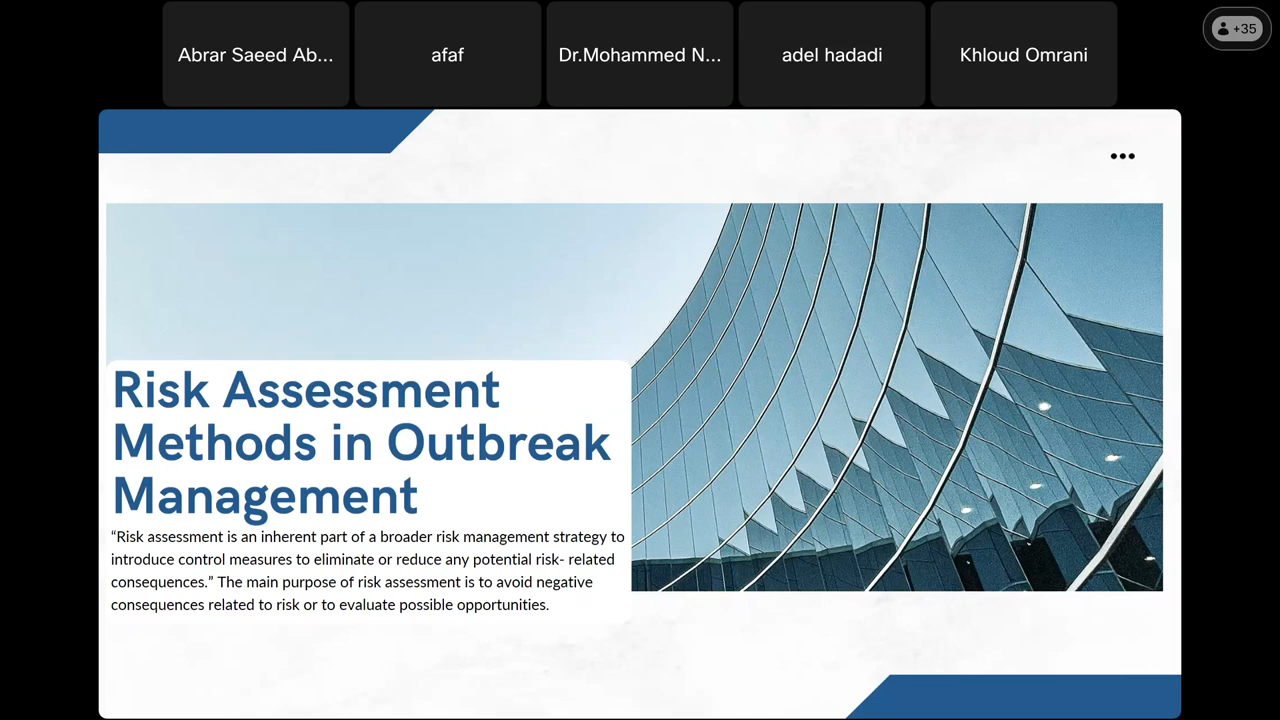 Abrar Saeed Ab...
afaf
Dr.Mohammed N...
adel hadadi
Khloud Omrani
+35
Risk Assessment
Methods in Outbreak
Management
“Risk assessment is an inherent part of a broader risk management strategy to
introduce control measures to eliminate or reduce any potential risk- related
consequences.” The main purpose of risk assessment is to avoid negative
consequences related to risk or to evaluate possible opportunities.